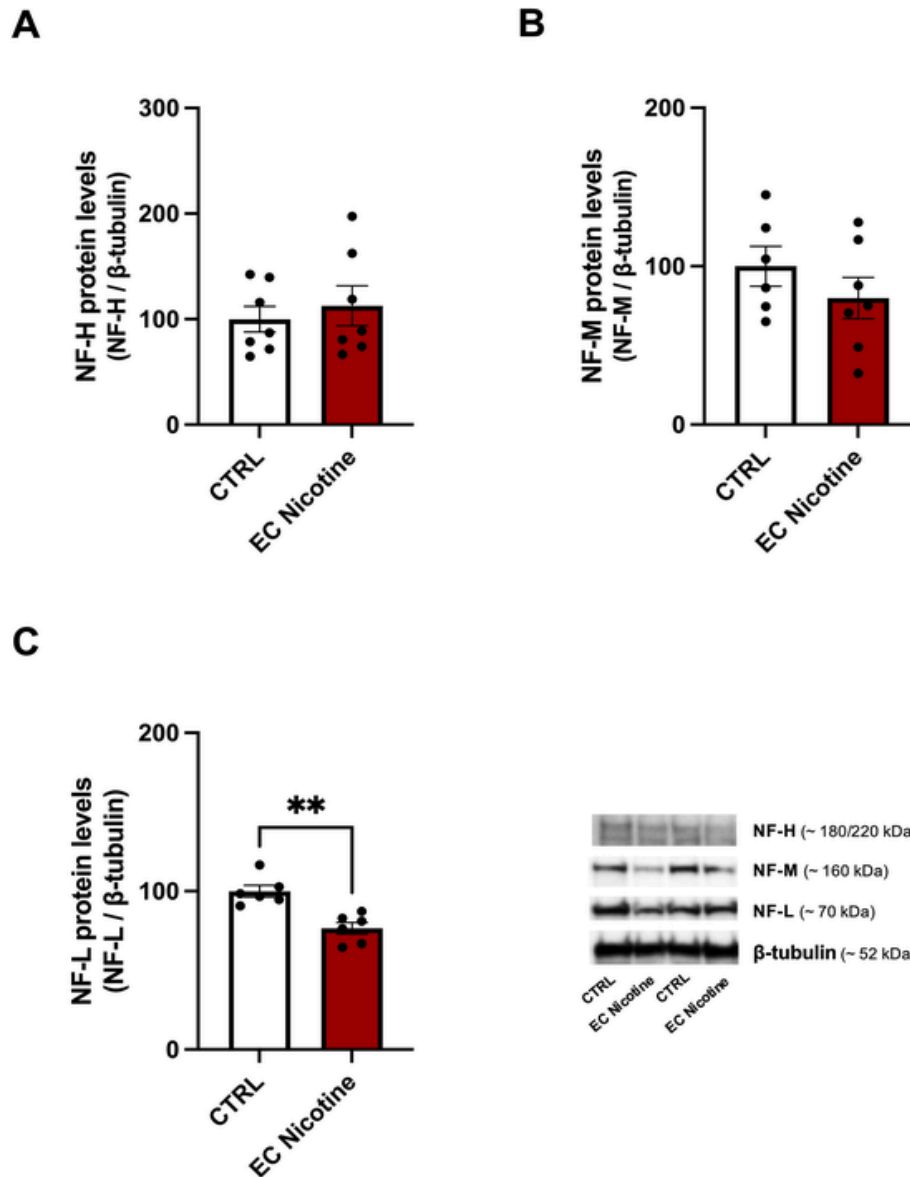 A
NF-H protein levels
(NF-H / β-tubulin)
300
200
100
0
CTRL
EC Nicotine
B
NF-M protein levels
(NF-M / β-tubulin)
200
100
0
CTRL
EC Nicotine
C
NF-L protein levels
(NF-L / β-tubulin)
200
100
0
**
CTRL
EC Nicotine
NF-H (~ 180/220 kDa
NF-M (~ 160 kDa)
NF-L (~ 70 kDa)
β-tubulin (~ 52 kDa)
CTRL
EC Nicotine
CTRL
EC Nicotine